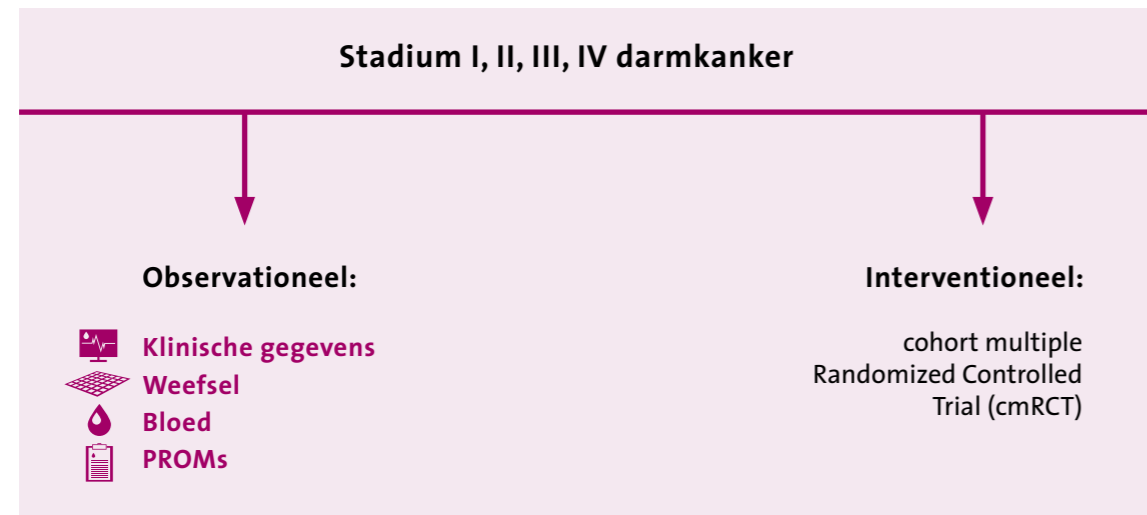 Stadium I, II, III, IV darmkanker
Observationeel:
Klinische gegevens
Weefsel
Bloed
PROMs
Interventioneel:
cohort multiple
Randomized Controlled
Trial (cmRCT)